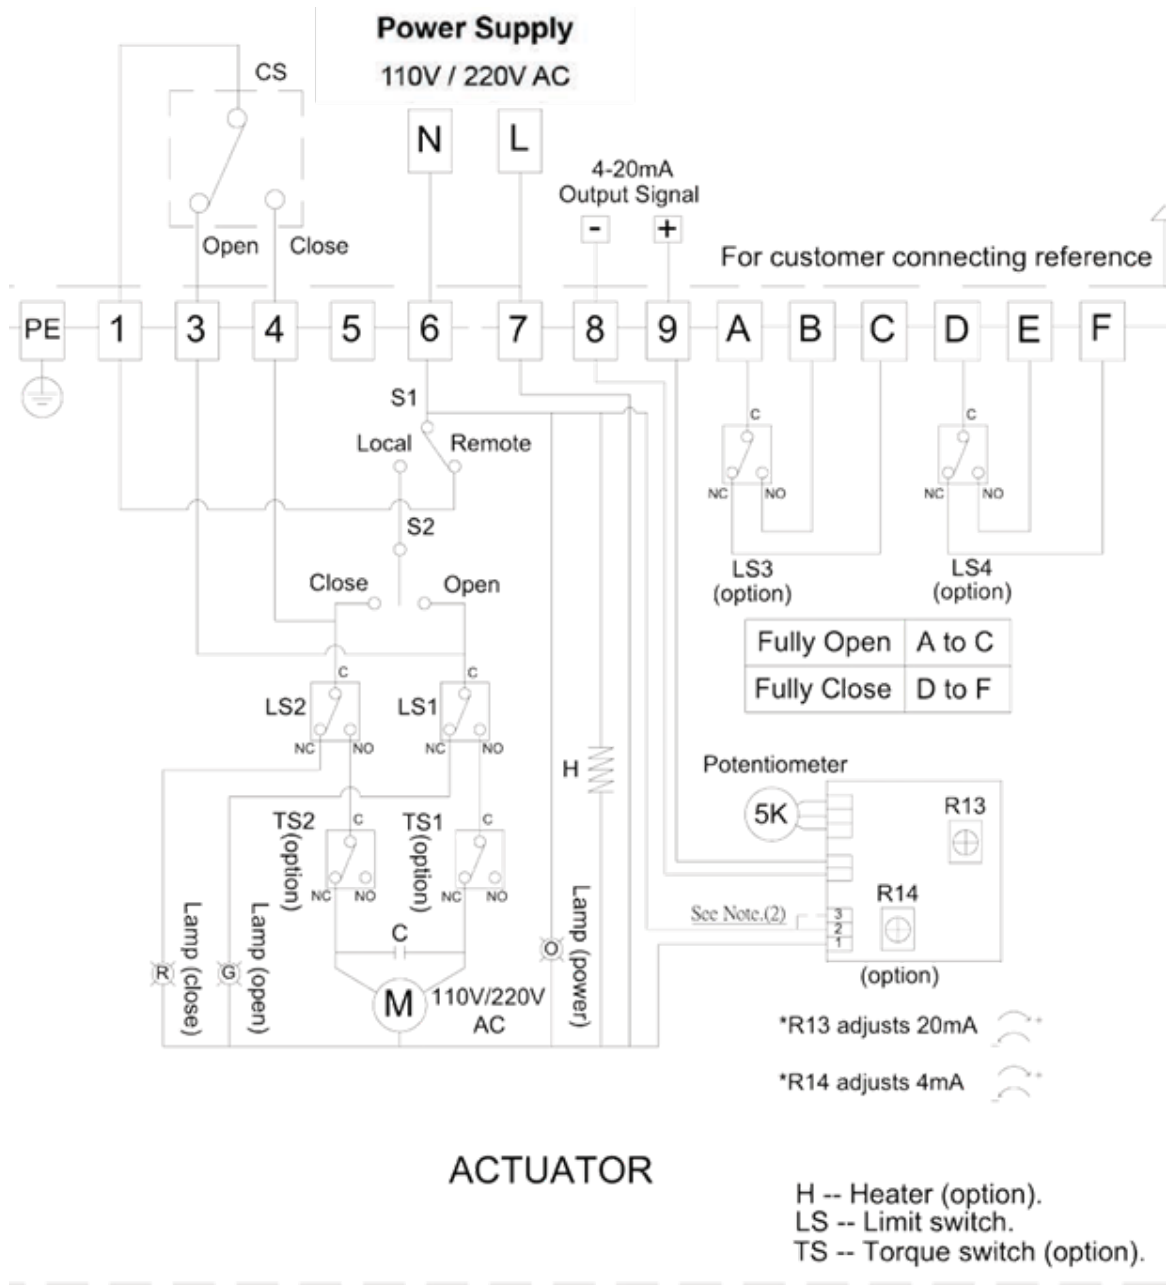 Power Supply
110V / 220V AC
CS
N
L
4-20mA
Output Signal
-
+
Open
Close
For customer connecting reference
PE
1
3
4
5
6
7
8
9
A
B
C
D
E
F
S1
Local
Remote
C
NC
NO
C
NC
NO
S2
LS3
(option)
LS4
(option)
Close
Open
Fully Open A to C
Fully Close D to F
C
C
LS2
LS1
NC
NO
NC
NO
H
Potentiometer
5K
R13
TS2
(option)
C
TS1
(option)
C
NC
NO
NC
NO
R14
See Note.(2)
3
2
1
(option)
Lamp (close)
Lamp (open)
Lamp (power)
R
G
O
C
M
110V/220V
AC
*R13 adjusts 20mA
+
-
*R14 adjusts 4mA
+
-
ACTUATOR
H -- Heater (option).
LS -- Limit switch.
TS -- Torque switch (option).